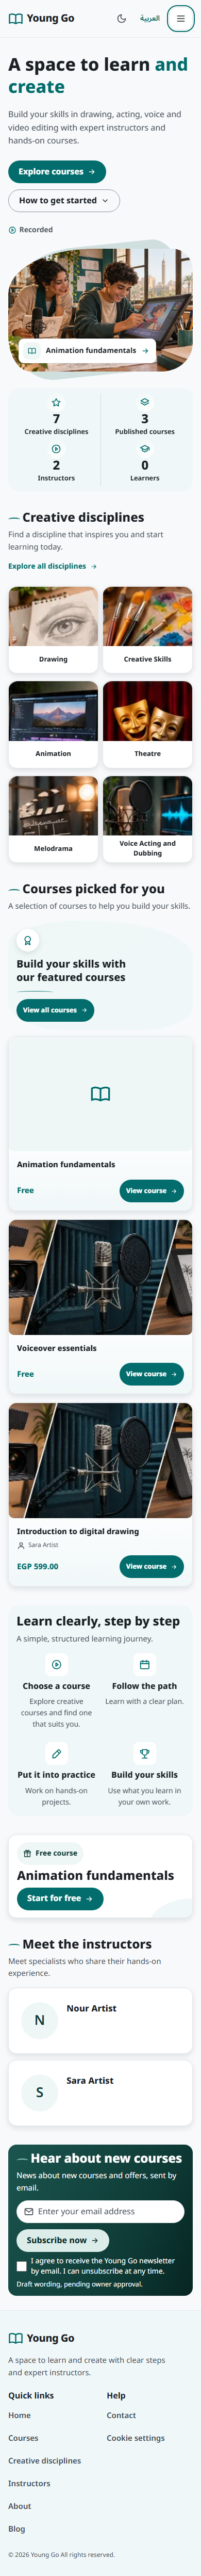 Young Go
العربية
A space to learn and
create
Build your skills in drawing, acting, voice and
video editing with expert instructors and
hands-on courses.
Explore courses
How to get started
Recorded
Animation fundamentals
7
Creative disciplines
3
Published courses
2
Instructors
0
Learners
Creative disciplines
Find a discipline that inspires you and start
learning today.
Explore all disciplines
Drawing
Creative Skills
Animation
Theatre
Melodrama
Voice Acting and
Dubbing
Courses picked for you
A selection of courses to help you build your skills.
Build your skills with
our featured courses
View all courses
Animation fundamentals
Free
View course
Voiceover essentials
Free
View course
Introduction to digital drawing
Sara Artist
EGP 599.00
View course
Learn clearly, step by step
A simple, structured learning journey.
Choose a course
Explore creative
courses and find one
that suits you.
Follow the path
Learn with a clear plan.
Put it into practice
Work on hands-on
projects.
Build your skills
Use what you learn in
your own work.
Free course
Animation fundamentals
Start for free
Meet the instructors
Meet specialists who share their hands-on
experience.
N
Nour Artist
S
Sara Artist
Hear about new courses
News about new courses and offers, sent by
email.
Enter your email address
Subscribe now
I agree to receive the Young Go newsletter
by email. I can unsubscribe at any time.
Draft wording, pending owner approval.
Young Go
A space to learn and create with clear steps
and expert instructors.
Quick links
Home
Courses
Creative disciplines
Instructors
About
Blog
Help
Contact
Cookie settings
© 2026 Young Go All rights reserved.